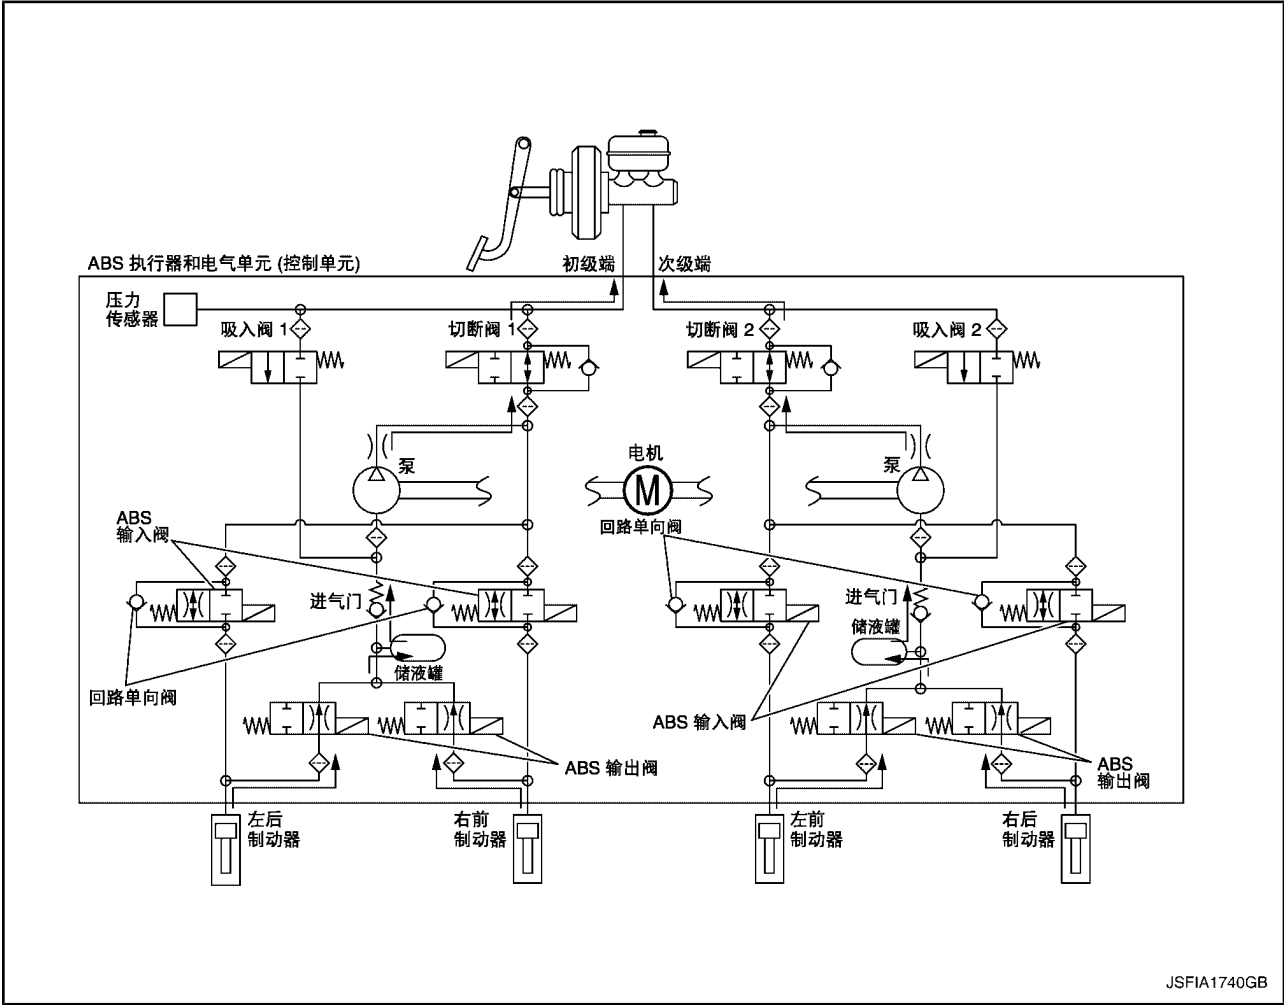 ABS 执行器和电气单元 (控制单元)
初级端
次级端
压力
传感器
吸入阀 1
切断阀 1
切断阀 2
吸入阀 2
泵
电机
M
泵
ABS
输入阀
回路单向阀
进气门
进气门
储液罐
储液罐
回路单向阀
ABS 输入阀
ABS 输出阀
ABS
输出阀
左后
制动器
右前
制动器
左前
制动器
右后
制动器
JSFIA1740GB